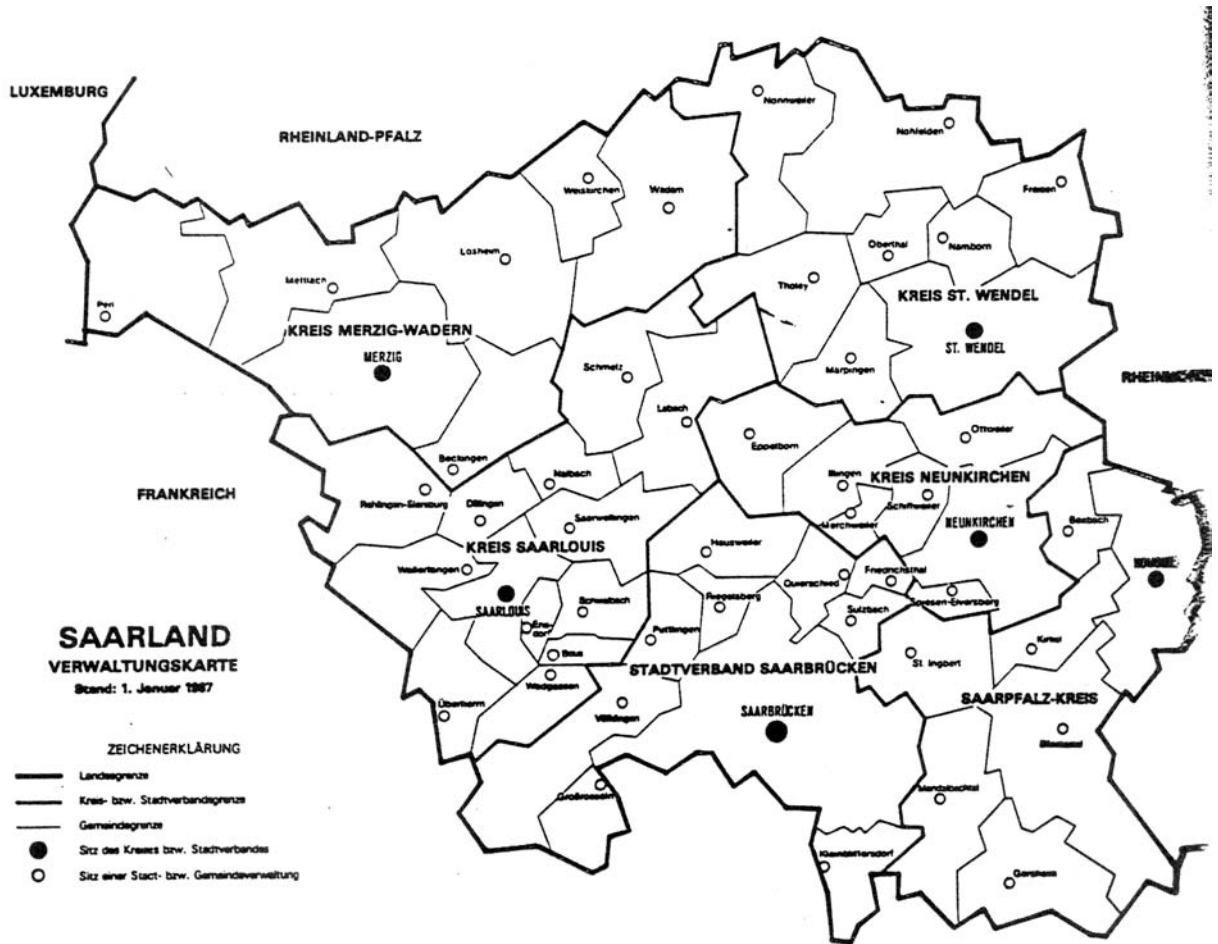 LUXEMBURG
RHEINLAND-PFALZ
Nonnweiler
Nohfelden
Weiskirchen
Wadern
Freisen
Losheim
Oberthal
Namborn
Mettlach
Tholey
Perl
KREIS ST. WENDEL
KREIS MERZIG-WADERN
MERZIG
ST. WENDEL
Schmelz
Marpingen
Lebach
Eppelborn
Ottweiler
Beckingen
Nalbach
Illingen
KREIS NEUNKIRCHEN
FRANKREICH
Rehlingen-Siersburg
Dillingen
Schiffweiler
Merchweiler
Saarwellingen
NEUNKIRCHEN
Bexbach
KREIS SAARLOUIS
Heusweiler
Wallerfangen
Quierschied
Friedrichsthal
HOMBURG
SAARLOUIS
Schwalbach
Riegelsberg
Spiesen-Elversberg
Ens-
dorf
Sulzbach
Püttlingen
Bous
Kirkel
St. Ingbert
SAARLAND
VERWALTUNGSKARTE
Stand: 1. Januar 1987
STADTVERBAND SAARBRÜCKEN
Wadgassen
SAARPFALZ-KREIS
Überherrn
Völklingen
SAARBRÜCKEN
Blieskastel
ZEICHENERKLÄRUNG
Landesgrenze
Kreis- bzw. Stadtverbandsgrenze
Gemeindegrenze
Sitz des Kreises bzw. Stadtverbandes
Sitz einer Stadt- bzw. Gemeindeverwaltung
Großrosseln
Mandelbachtal
Kleinblittersdorf
Gersheim